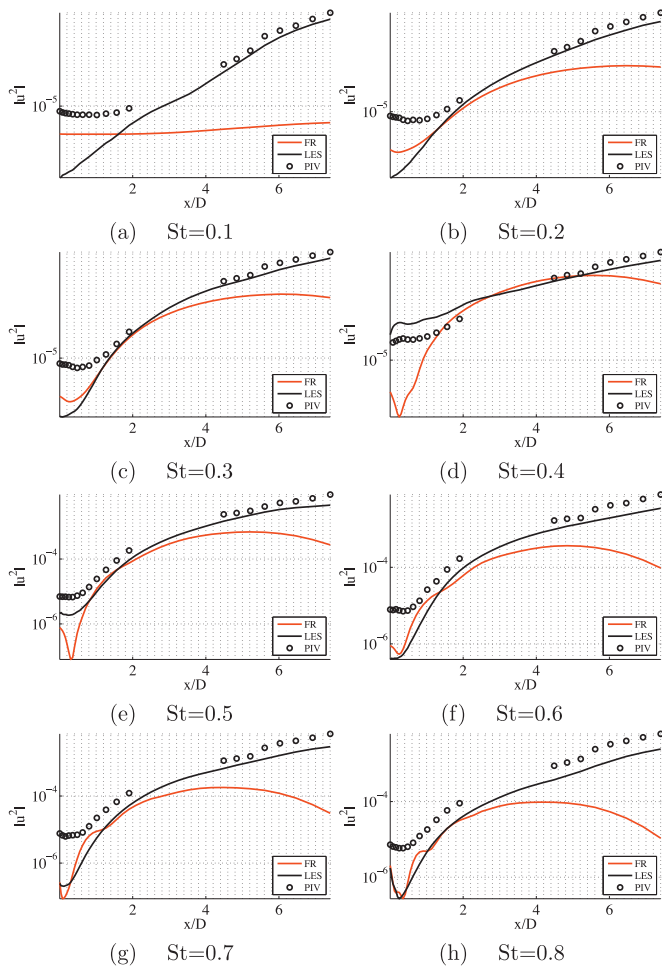 |u²|
10⁻⁵
2 4 6
x/D
FR
LES
PIV
(a) St=0.1
|u²|
10⁻⁵
2 4 6
x/D
FR
LES
PIV
(b) St=0.2
|u²|
10⁻⁵
2 4 6
x/D
FR
LES
PIV
(c) St=0.3
|u²|
10⁻⁵
2 4 6
x/D
FR
LES
PIV
(d) St=0.4
|u²|
10⁻⁴
10⁻⁶
2 4 6
x/D
FR
LES
PIV
(e) St=0.5
|u²|
10⁻⁴
10⁻⁶
2 4 6
x/D
FR
LES
PIV
(f) St=0.6
|u²|
10⁻⁴
10⁻⁶
2 4 6
x/D
FR
LES
PIV
(g) St=0.7
|u²|
10⁻⁴
10⁻⁶
2 4 6
x/D
FR
LES
PIV
(h) St=0.8